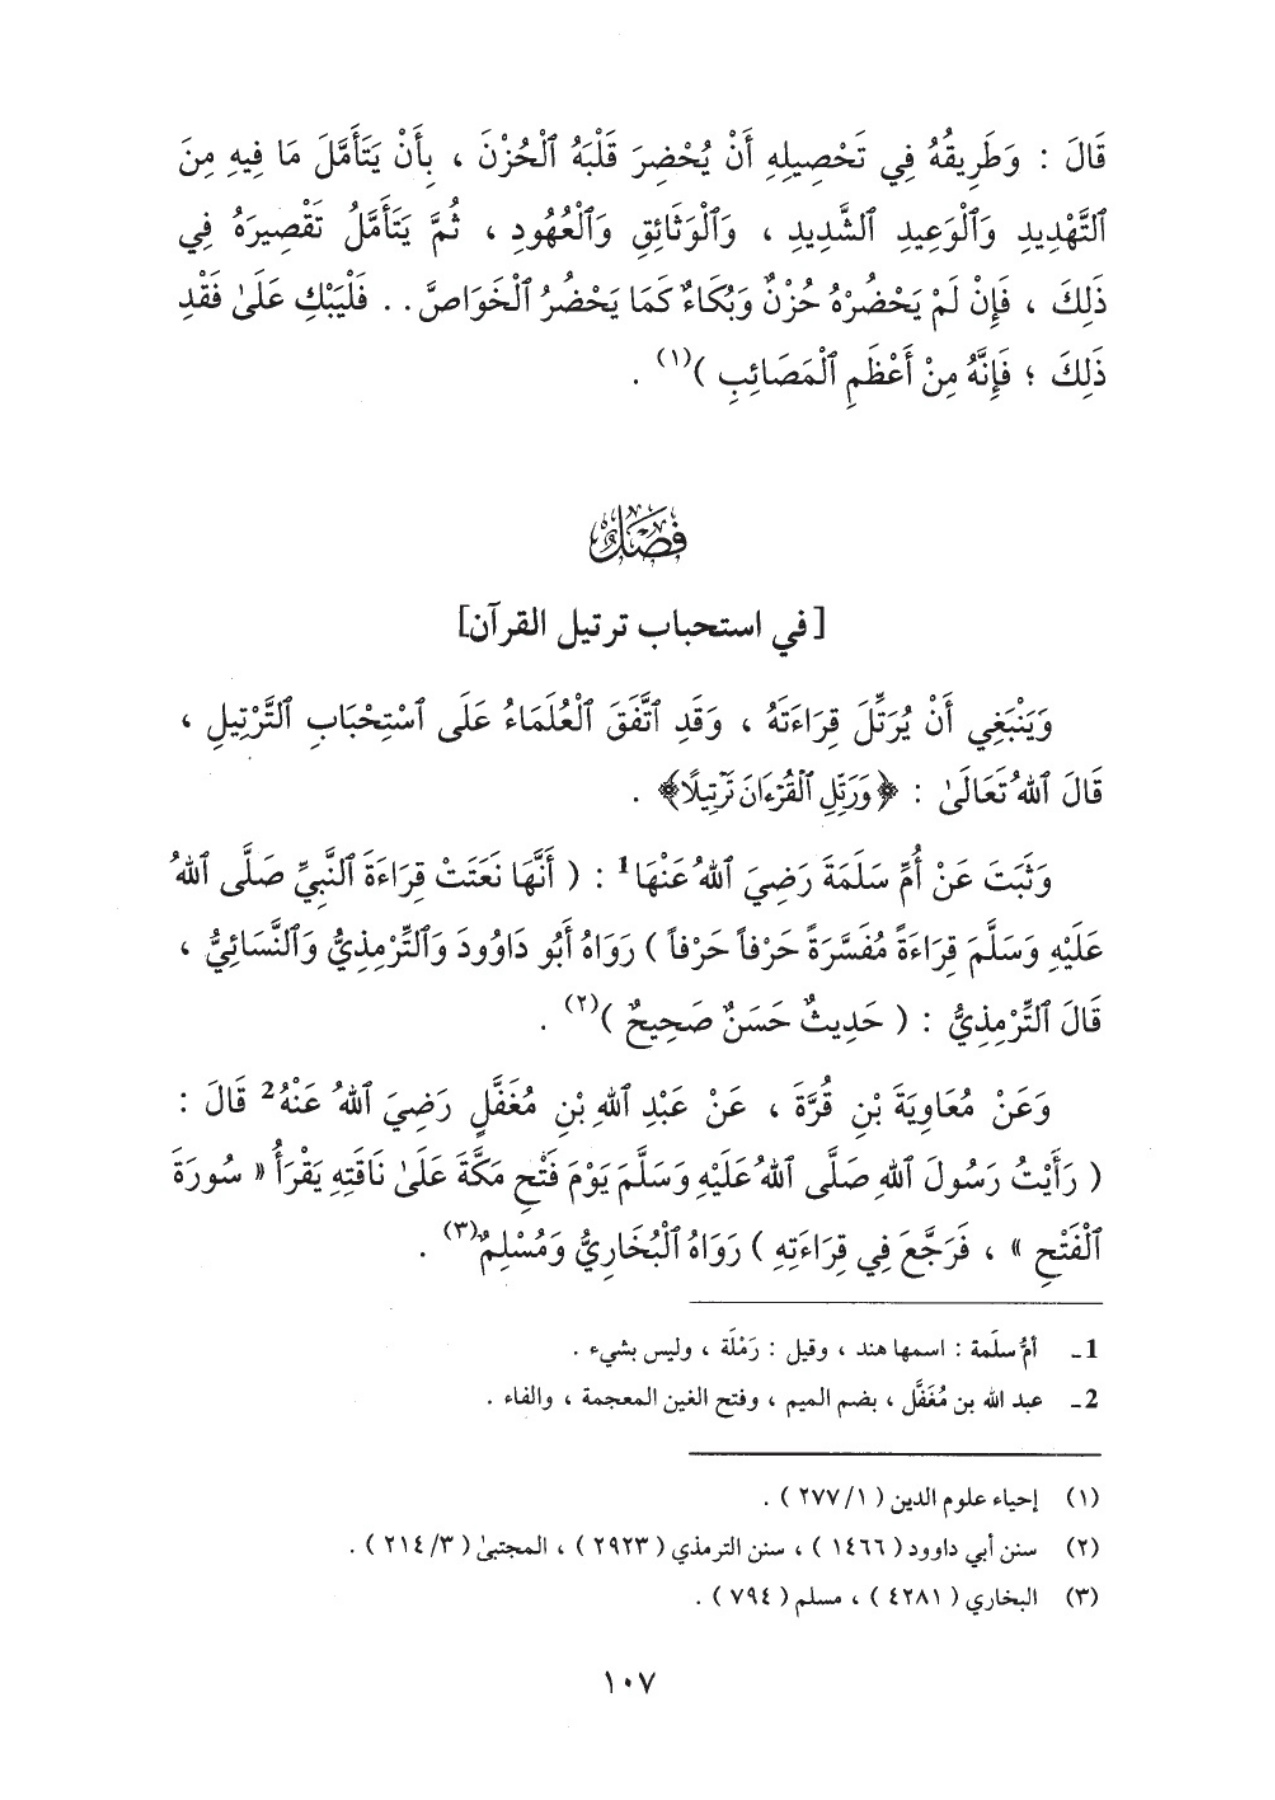 قَالَ : وَطَرِيقُهُ فِي تَحْصِيلِهِ أَنْ يُحْضِرَ قَلْبَهُ ٱلْحُزْنَ ، بِأَنْ يَتَأَمَّلَ مَا فِيهِ مِنَ
ٱلتَّهْدِيدِ وَٱلْوَعِيدِ ٱلشَّدِيدِ ، وَٱلْوَثَائِقِ وَٱلْعُهُودِ ، ثُمَّ يَتَأَمَّلُ تَقْصِيرَهُ فِي
ذَلِكَ ، فَإِنْ لَمْ يَحْضُرْهُ حُزْنٌ وَبُكَاءٌ كَمَا يَحْضُرُ ٱلْخَوَاصَّ . . فَلْيَبْكِ عَلَىٰ فَقْدِ
ذَلِكَ ؛ فَإِنَّهُ مِنْ أَعْظَمِ ٱلْمَصَائِبِ )(١) .
فَصْلٌ
[في استحباب ترتيل القرآن]
وَيَنْبَغِي أَنْ يُرَتِّلَ قِرَاءَتَهُ ، وَقَدِ ٱتَّفَقَ ٱلْعُلَمَاءُ عَلَى ٱسْتِحْبَابِ ٱلتَّرْتِيلِ ،
قَالَ ٱللهُ تَعَالَىٰ : ﴿وَرَتِّلِ ٱلْقُرْءَانَ تَرْتِيلًا﴾ .
وَثَبَتَ عَنْ أُمِّ سَلَمَةَ رَضِيَ ٱللهُ عَنْهَا1 : ( أَنَّهَا نَعَتَتْ قِرَاءَةَ ٱلنَّبِيِّ صَلَّى ٱللهُ
عَلَيْهِ وَسَلَّمَ قِرَاءَةً مُفَسَّرَةً حَرْفاً حَرْفاً ) رَوَاهُ أَبُو دَاوُودَ وَٱلتِّرْمِذِيُّ وَٱلنَّسَائِيُّ ،
قَالَ ٱلتِّرْمِذِيُّ : ( حَدِيثٌ حَسَنٌ صَحِيحٌ )(٢) .
وَعَنْ مُعَاوِيَةَ بْنِ قُرَّةَ ، عَنْ عَبْدِ ٱللهِ بْنِ مُغَفَّلٍ رَضِيَ ٱللهُ عَنْهُ2 قَالَ :
( رَأَيْتُ رَسُولَ ٱللهِ صَلَّى ٱللهُ عَلَيْهِ وَسَلَّمَ يَوْمَ فَتْحِ مَكَّةَ عَلَىٰ نَاقَتِهِ يَقْرَأُ « سُورَةَ
ٱلْفَتْحِ » ، فَرَجَّعَ فِي قِرَاءَتِهِ ) رَوَاهُ ٱلْبُخَارِيُّ وَمُسْلِمٌ(٣) .
1ـ أمُّ سلَمة : اسمها هند ، وقيل : رَمْلَة ، وليس بشيء .
2ـ عبد الله بن مُغَفَّل ، بضم الميم ، وفتح الغين المعجمة ، والفاء .
(١) إحياء علوم الدين ( ١/ ٢٧٧ ) .
(٢) سنن أبي داوود ( ١٤٦٦ ) ، سنن الترمذي ( ٢٩٢٣ ) ، المجتبىٰ ( ٣/ ٢١٤ ) .
(٣) البخاري ( ٤٢٨١ ) ، مسلم ( ٧٩٤ ) .
١٠٧